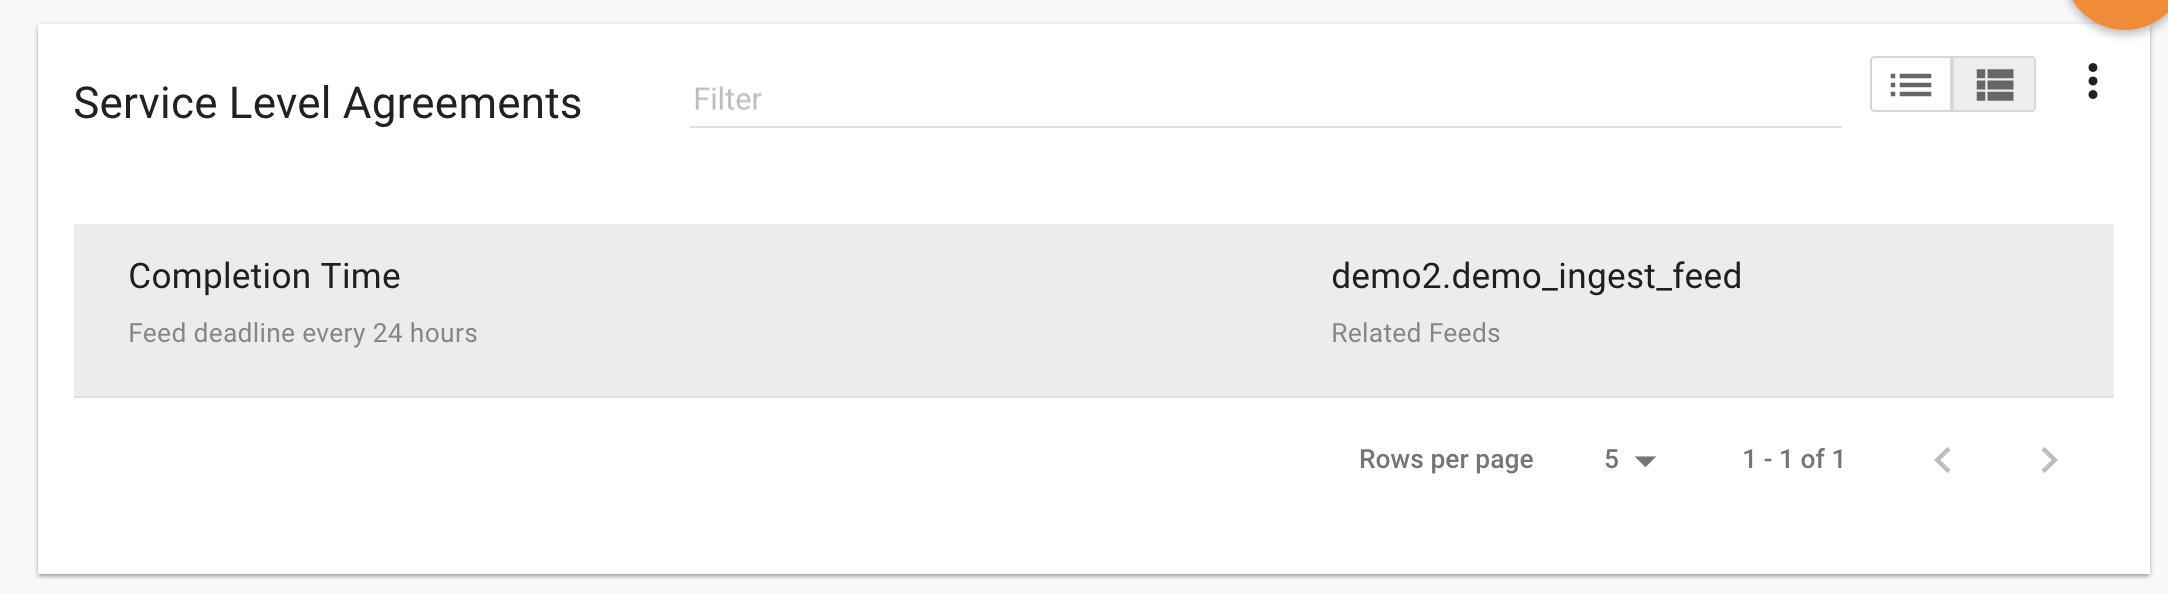 Service Level Agreements
Filter
Completion Time
Feed deadline every 24 hours
demo2.demo_ingest_feed
Related Feeds
Rows per page 5 1 - 1 of 1